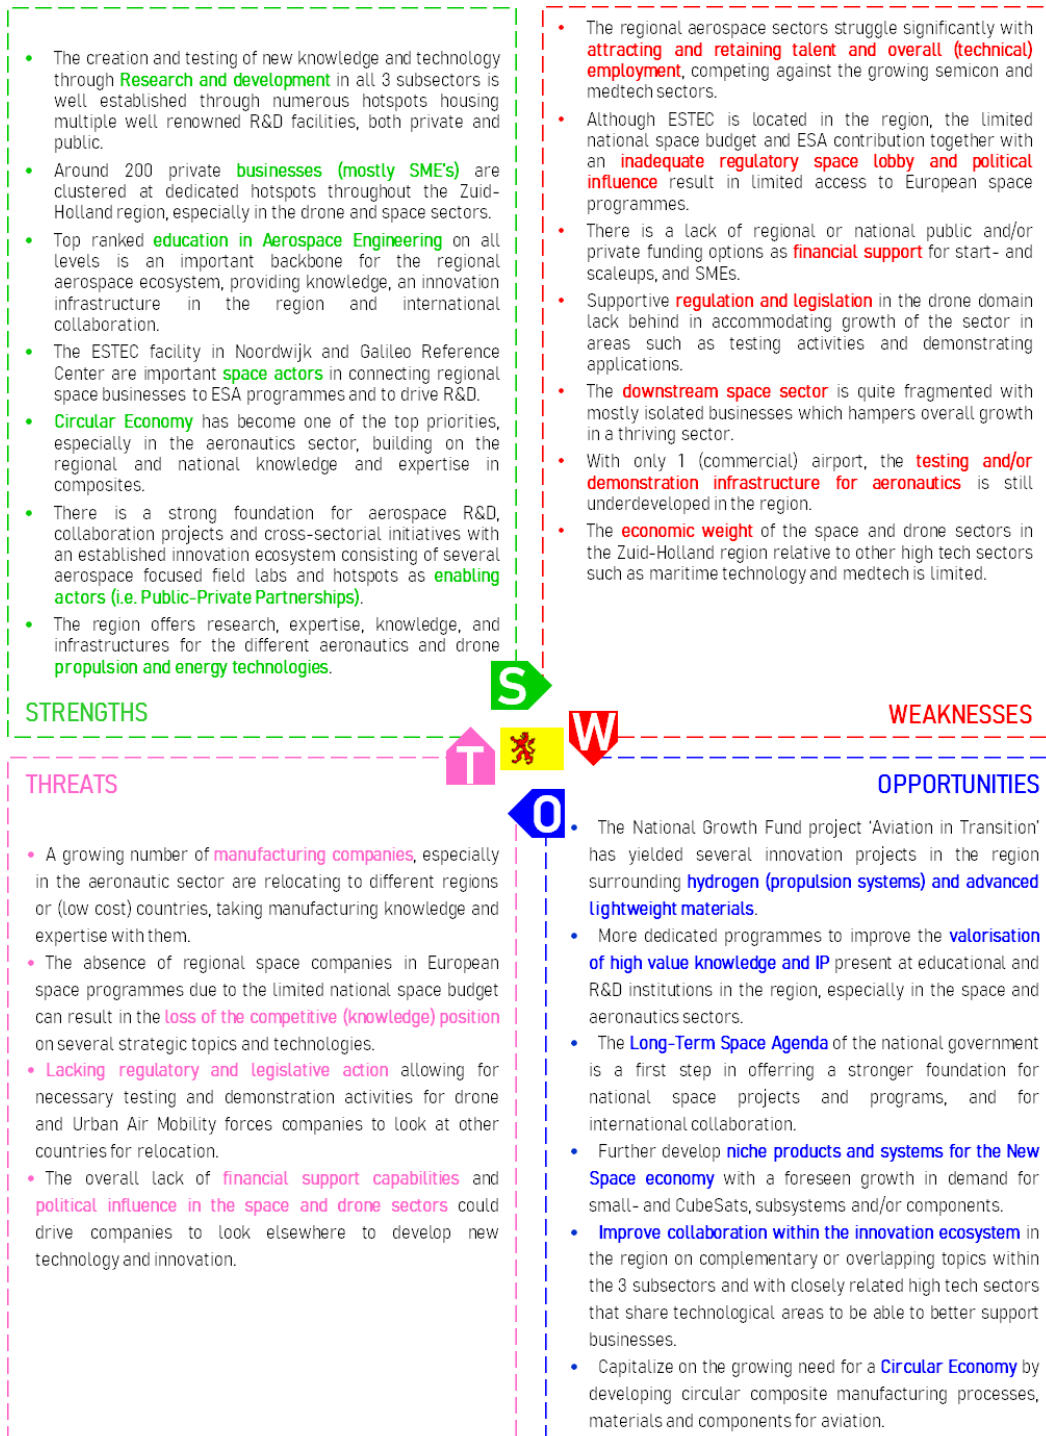 • The creation and testing of new knowledge and technology
through Research and development in all 3 subsectors is
well established through numerous hotspots housing
multiple well renowned R&D facilities, both private and
public.
• Around 200 private businesses (mostly SME's) are
clustered at dedicated hotspots throughout the Zuid-
Holland region, especially in the drone and space sectors.
• Top ranked education in Aerospace Engineering on all
levels is an important backbone for the regional
aerospace ecosystem, providing knowledge, an innovation
infrastructure in the region and international
collaboration.
• The ESTEC facility in Noordwijk and Galileo Reference
Center are important space actors in connecting regional
space businesses to ESA programmes and to drive R&D.
• Circular Economy has become one of the top priorities,
especially in the aeronautics sector, building on the
regional and national knowledge and expertise in
composites.
• There is a strong foundation for aerospace R&D,
collaboration projects and cross-sectorial initiatives with
an established innovation ecosystem consisting of several
aerospace focused field labs and hotspots as enabling
actors (i.e. Public-Private Partnerships).
• The region offers research, expertise, knowledge, and
infrastructures for the different aeronautics and drone
propulsion and energy technologies.
STRENGTHS
S
• The regional aerospace sectors struggle significantly with
attracting and retaining talent and overall (technical)
employment, competing against the growing semicon and
medtech sectors.
• Although ESTEC is located in the region, the limited
national space budget and ESA contribution together with
an inadequate regulatory space lobby and political
influence result in limited access to European space
programmes.
• There is a lack of regional or national public and/or
private funding options as financial support for start- and
scaleups, and SMEs.
• Supportive regulation and legislation in the drone domain
lack behind in accommodating growth of the sector in
areas such as testing activities and demonstrating
applications.
• The downstream space sector is quite fragmented with
mostly isolated businesses which hampers overall growth
in a thriving sector.
• With only 1 (commercial) airport, the testing and/or
demonstration infrastructure for aeronautics is still
underdeveloped in the region.
• The economic weight of the space and drone sectors in
the Zuid-Holland region relative to other high tech sectors
such as maritime technology and medtech is limited.
WEAKNESSES
W
T
THREATS
• A growing number of manufacturing companies, especially
in the aeronautic sector are relocating to different regions
or (low cost) countries, taking manufacturing knowledge and
expertise with them.
• The absence of regional space companies in European
space programmes due to the limited national space budget
can result in the loss of the competitive (knowledge) position
on several strategic topics and technologies.
• Lacking regulatory and legislative action allowing for
necessary testing and demonstration activities for drone
and Urban Air Mobility forces companies to look at other
countries for relocation.
• The overall lack of financial support capabilities and
political influence in the space and drone sectors could
drive companies to look elsewhere to develop new
technology and innovation.
OPPORTUNITIES
O
• The National Growth Fund project 'Aviation in Transition'
has yielded several innovation projects in the region
surrounding hydrogen (propulsion systems) and advanced
lightweight materials.
• More dedicated programmes to improve the valorisation
of high value knowledge and IP present at educational and
R&D institutions in the region, especially in the space and
aeronautics sectors.
• The Long-Term Space Agenda of the national government
is a first step in offerring a stronger foundation for
national space projects and programs, and for
international collaboration.
• Further develop niche products and systems for the New
Space economy with a foreseen growth in demand for
small- and CubeSats, subsystems and/or components.
• Improve collaboration within the innovation ecosystem in
the region on complementary or overlapping topics within
the 3 subsectors and with closely related high tech sectors
that share technological areas to be able to better support
businesses.
• Capitalize on the growing need for a Circular Economy by
developing circular composite manufacturing processes,
materials and components for aviation.